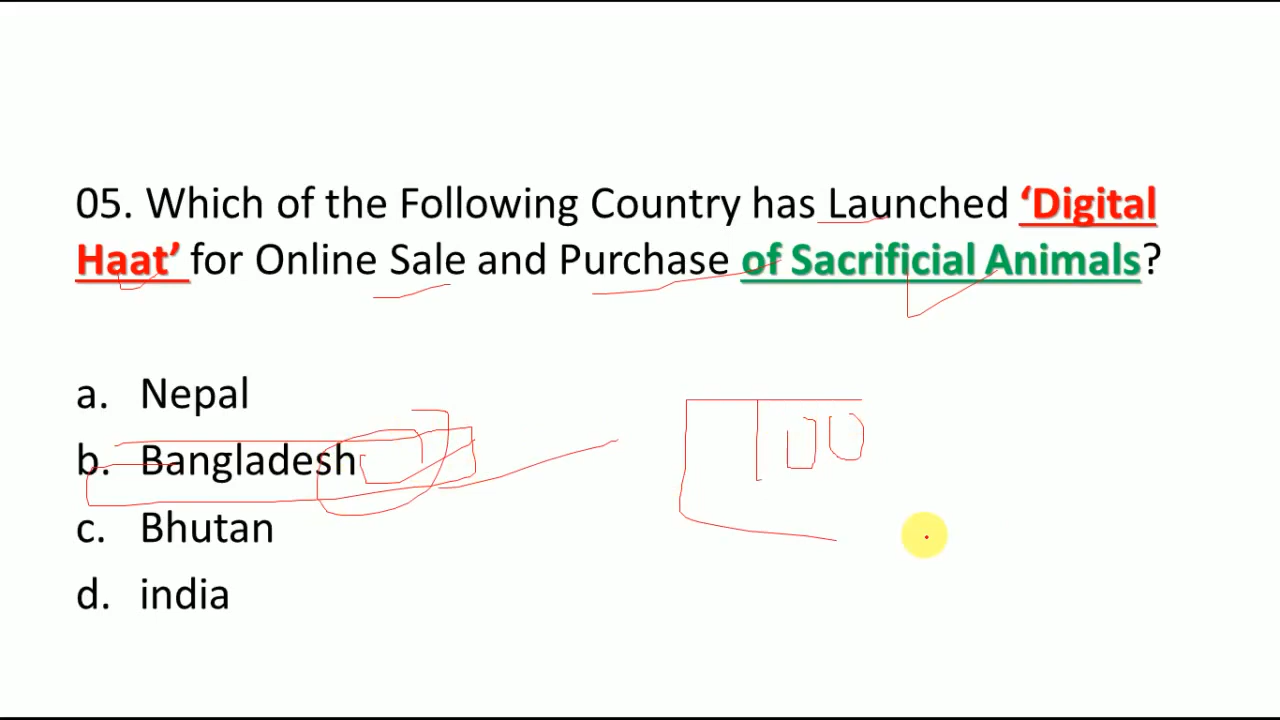 05. Which of the Following Country has Launched ‘Digital
Haat’ for Online Sale and Purchase of Sacrificial Animals?
a. Nepal
b. Bangladesh
100
c. Bhutan
d. india